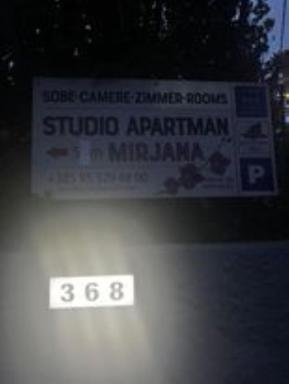 SOBE-CAMERE-ZIMMER-ROOMS
STUDIO APARTMAN
MIRJANA
P
368